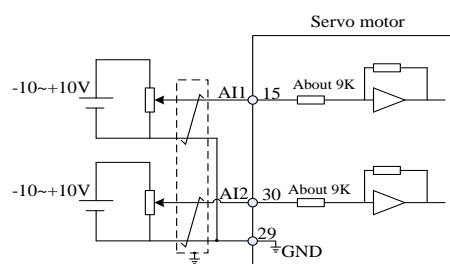 Servo motor
-10~+10V
AI1 15 About 9K
-10~+10V
AI2 30 About 9K
29
GND